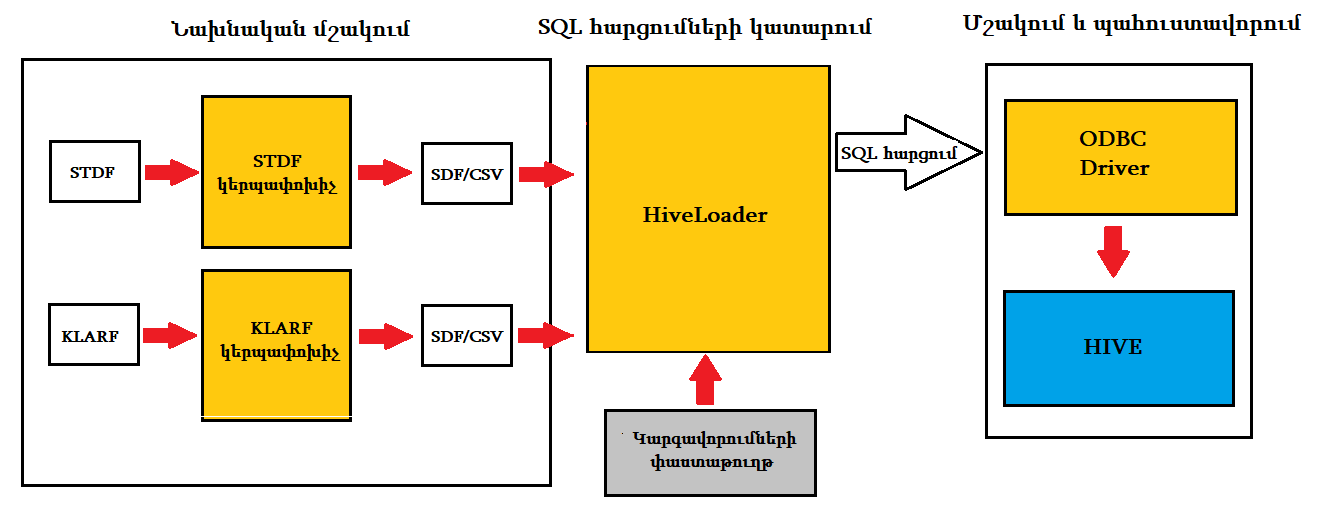 Նախնական մշակում
SQL հարցումների կատարում
Մշակում և պահուստավորում
STDF
STDF
կերպափոխիչ
SDF/CSV
KLARF
KLARF
կերպափոխիչ
SDF/CSV
HiveLoader
Կարգավորումների
փաստաթուղթ
SQL հարցում
ODBC
Driver
HIVE